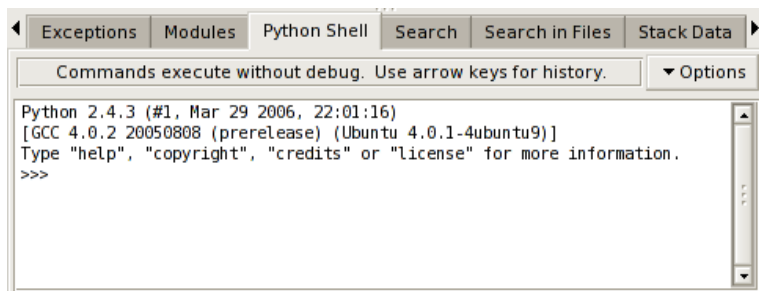 Exceptions Modules Python Shell Search Search in Files Stack Data
Commands execute without debug. Use arrow keys for history. Options
Python 2.4.3 (#1, Mar 29 2006, 22:01:16)
[GCC 4.0.2 20050808 (prerelease) (Ubuntu 4.0.1-4ubuntu9)]
Type "help", "copyright", "credits" or "license" for more information.
>>>